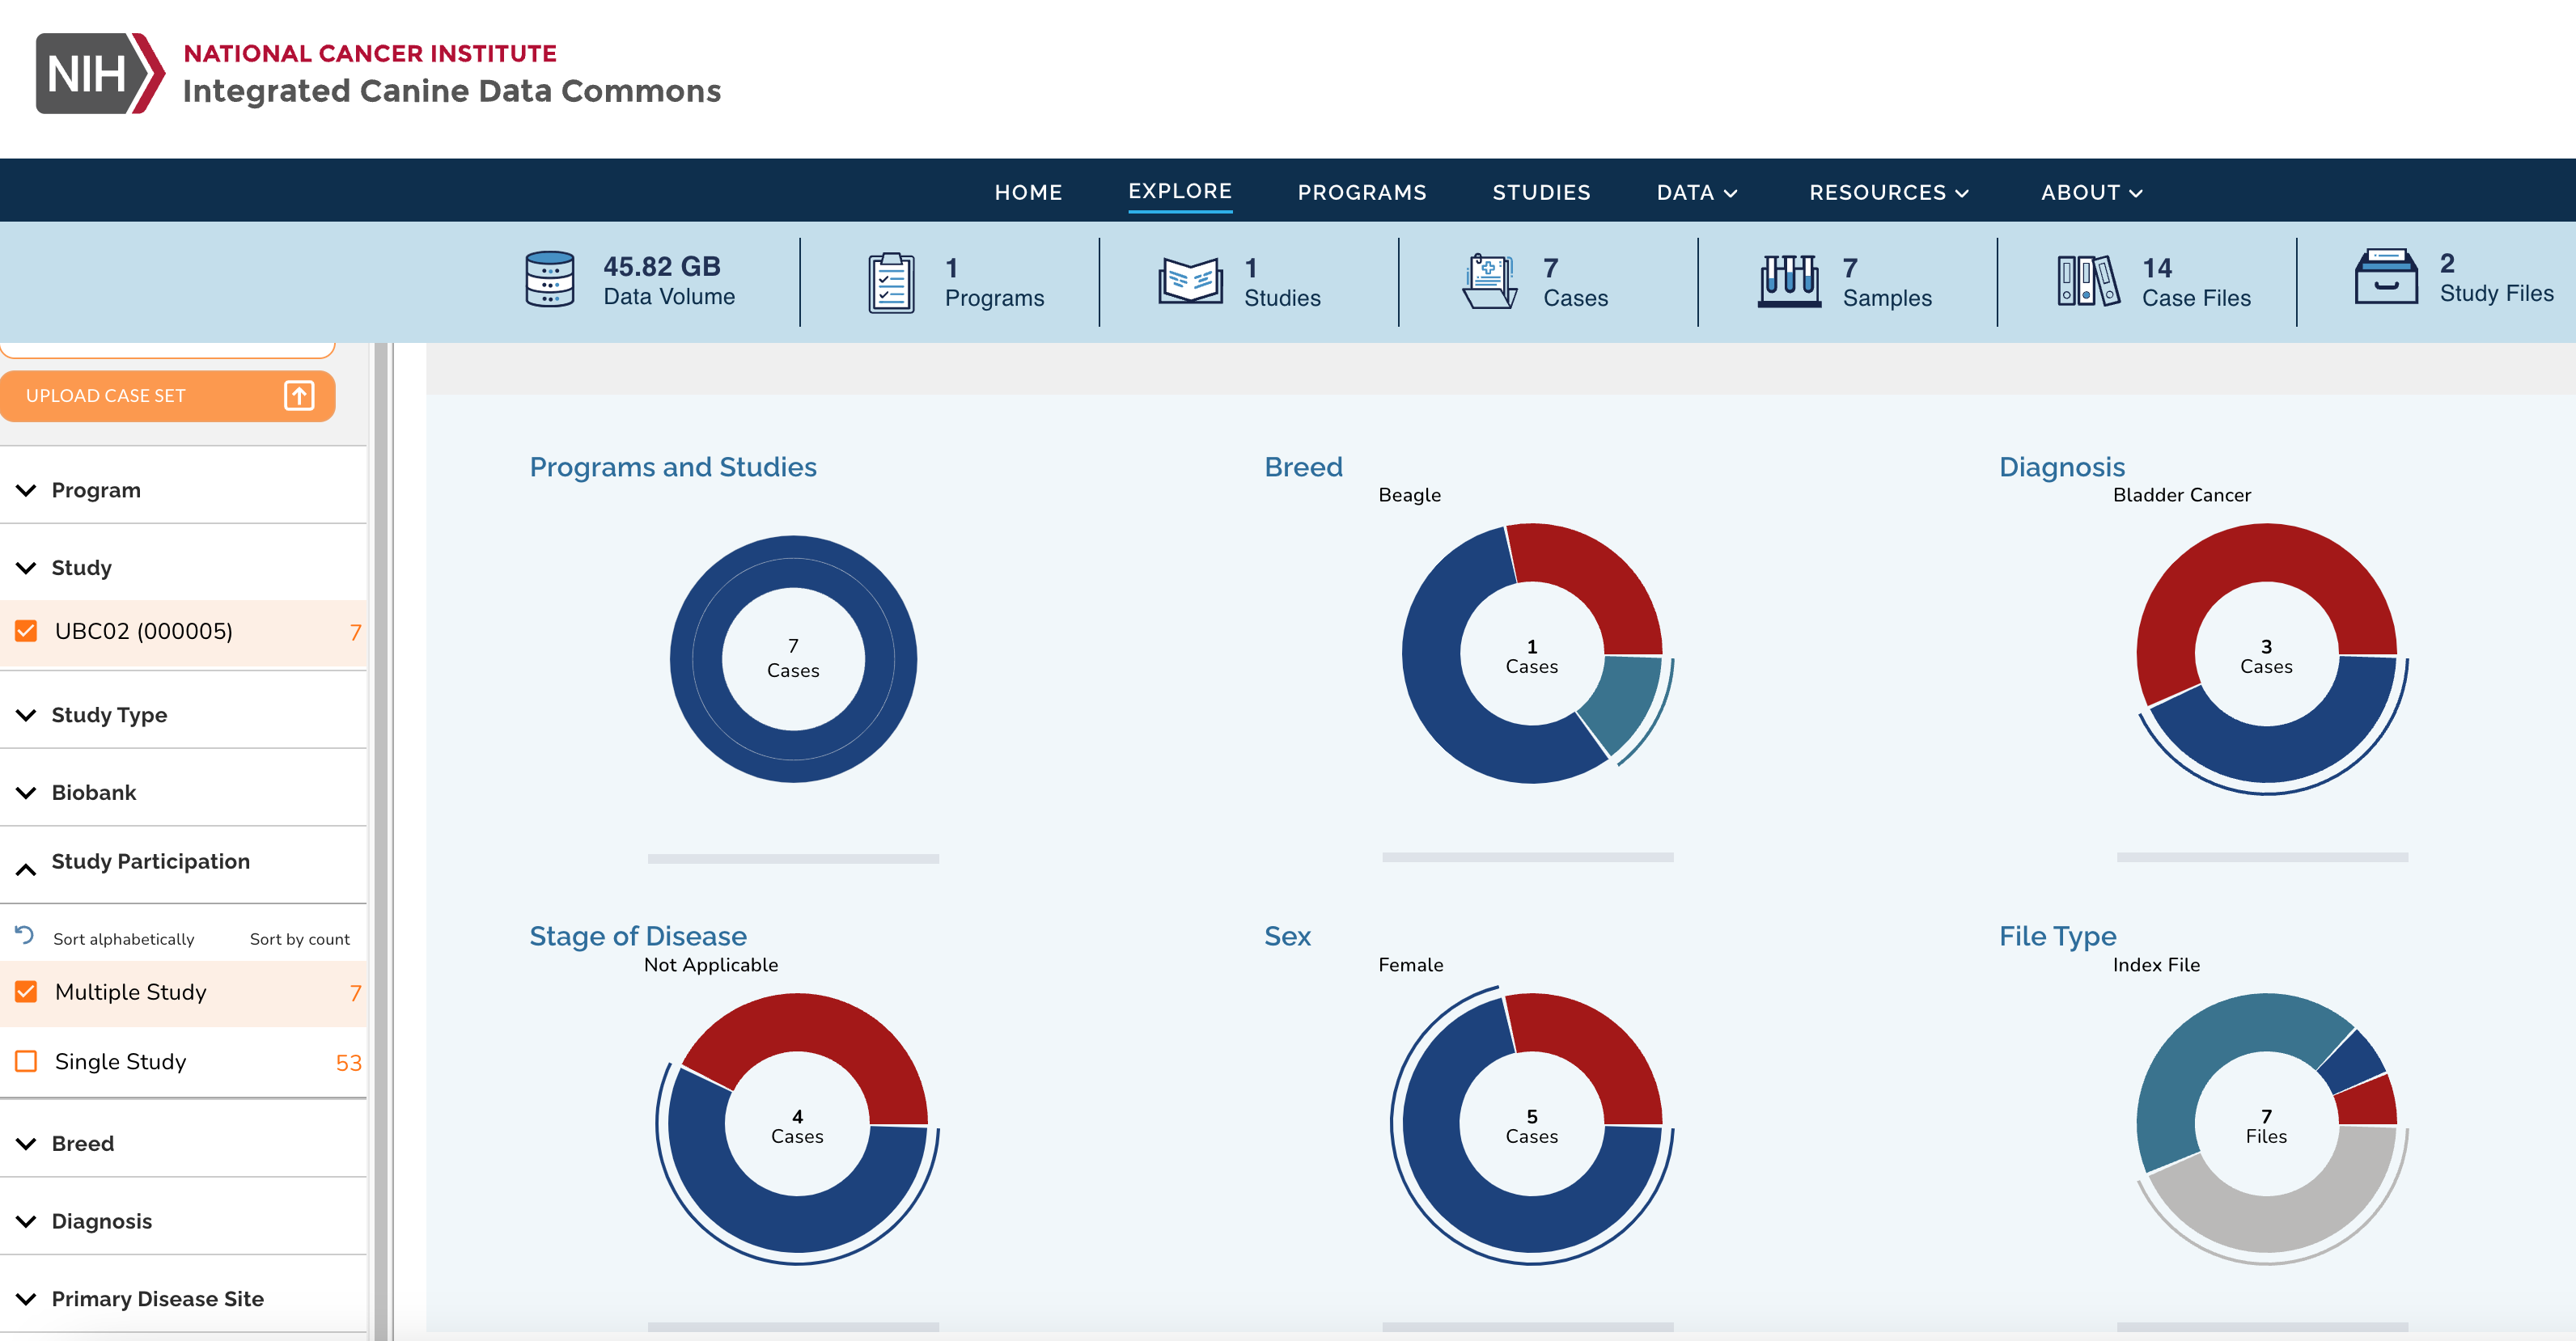 NIH
NATIONAL CANCER INSTITUTE
Integrated Canine Data Commons
HOME EXPLORE PROGRAMS STUDIES DATA RESOURCES ABOUT
45.82 GB
Data Volume
1
Programs
1
Studies
7
Cases
7
Samples
14
Case Files
2
Study Files
UPLOAD CASE SET
Program
Study
UBC02 (000005) 7
Study Type
Biobank
Study Participation
Sort alphabetically Sort by count
Multiple Study 7
Single Study 53
Breed
Diagnosis
Primary Disease Site
Programs and Studies
7
Cases
Breed
Beagle
1
Cases
Diagnosis
Bladder Cancer
3
Cases
Stage of Disease
Not Applicable
4
Cases
Sex
Female
5
Cases
File Type
Index File
7
Files